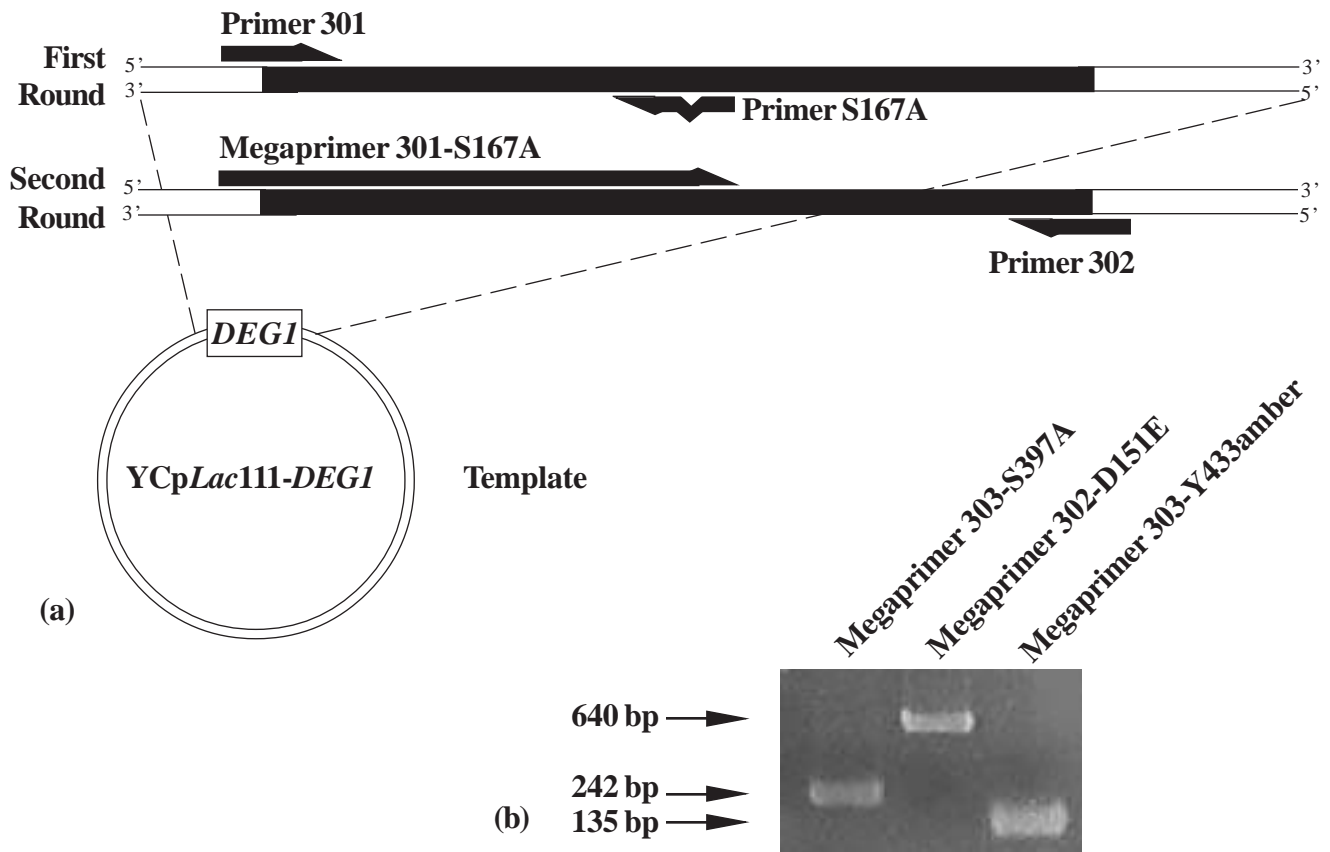 Primer 301
First 5’ 3’
Round 3’ 5’
Primer S167A
Megaprimer 301-S167A
Second 5’ 3’
Round 3’ 5’
Primer 302
DEG1
YCpLac111-DEG1
Template
(a)
Megaprimer 303-S397A
Megaprimer 302-D151E
Megaprimer 303-Y433amber
640 bp
242 bp
(b)
135 bp